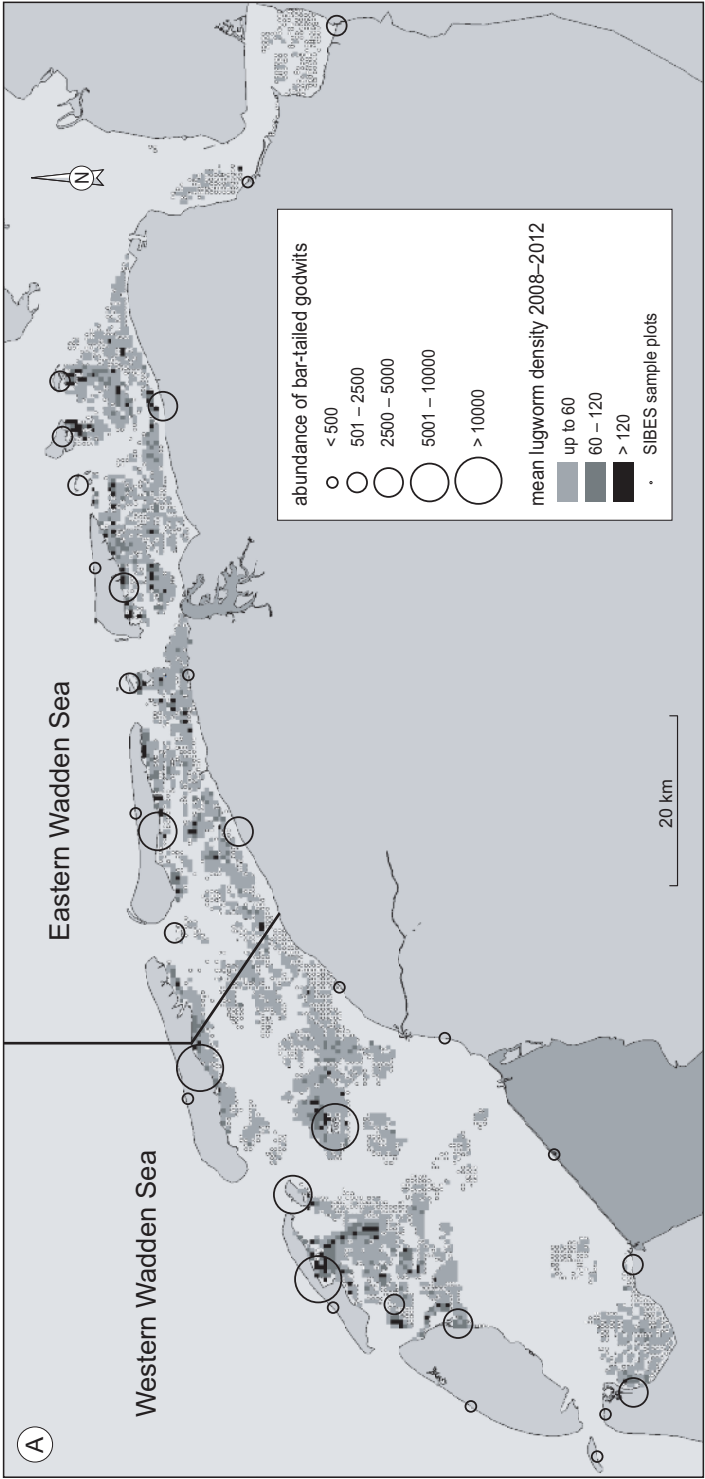 A
Western Wadden Sea
Eastern Wadden Sea
N
abundance of bar-tailed godwits
< 500
501 – 2500
2500 – 5000
5001 – 10000
> 10000
mean lugworm density 2008–2012
up to 60
60 – 120
> 120
SIBES sample plots
20 km